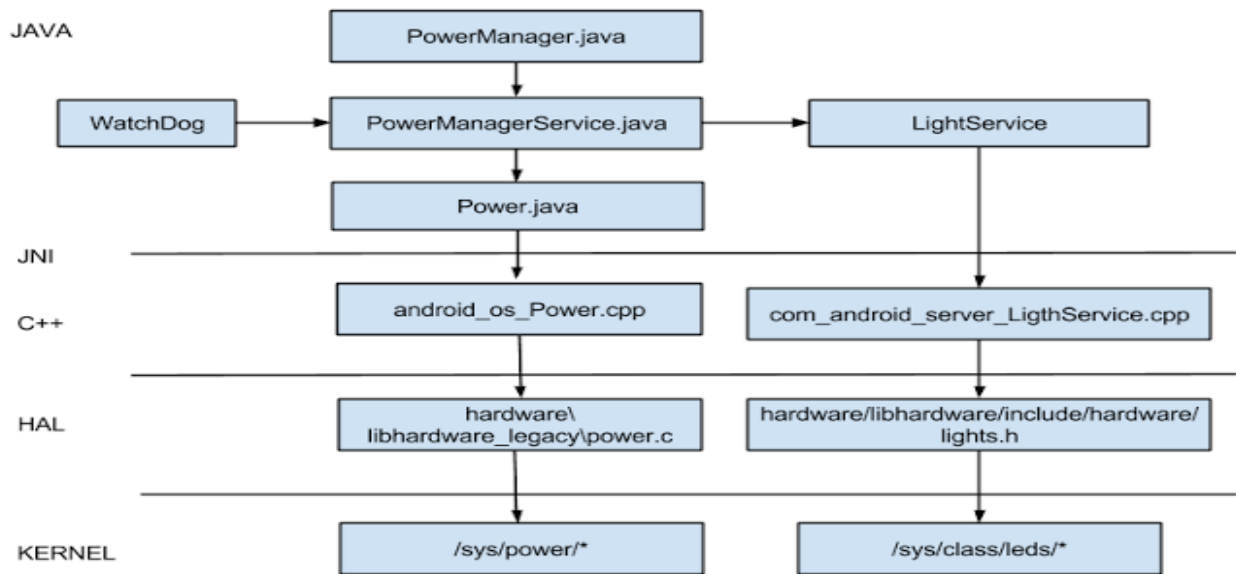 JAVA
PowerManager.java
WatchDog
PowerManagerService.java
LightService
Power.java
JNI
C++
android_os_Power.cpp
com_android_server_LigthService.cpp
HAL
hardware\
libhardware_legacy\power.c
hardware/libhardware/include/hardware/
lights.h
KERNEL
/sys/power/*
/sys/class/leds/*